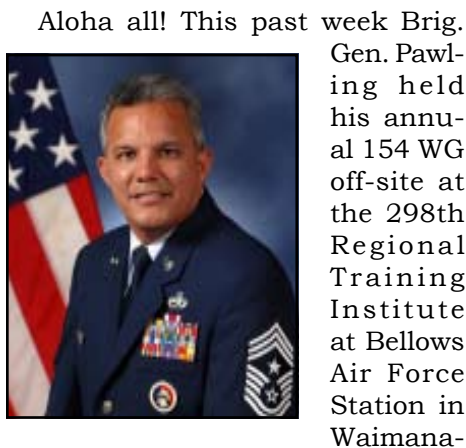 Aloha all! This past week Brig.
Gen. Pawl-
ing held
his annu-
al 154 WG
off-site at
the 298th
Regional
Training
Institute
at Bellows
Air Force
Station in
Waimana-